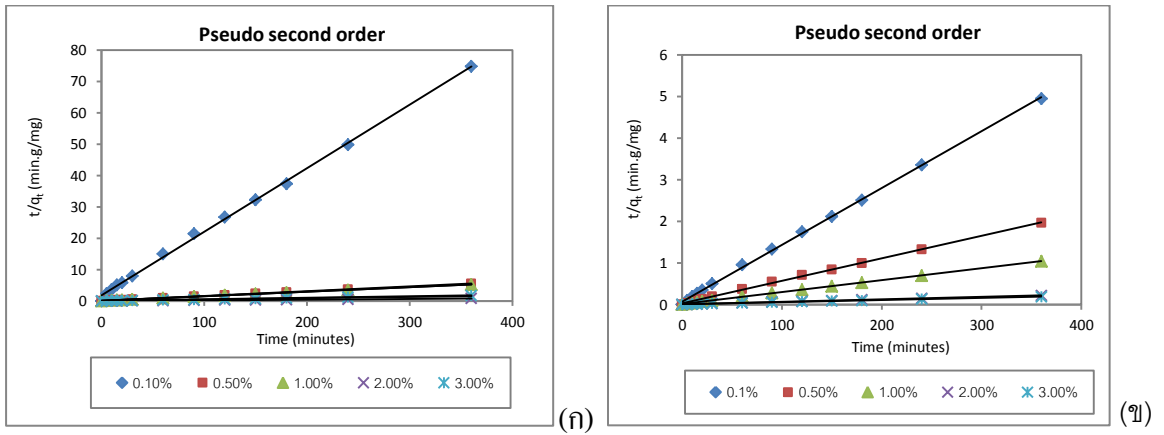 Pseudo second order
t/qt (min.g/mg)
80
70
60
50
40
30
20
10
0
0 100 200 300 400
Time (minutes)
0.10% 0.50% 1.00% 2.00% 3.00%
(ก)
Pseudo second order
t/qt (min.g/mg)
6
5
4
3
2
1
0
0 100 200 300 400
Time (minutes)
0.1% 0.50% 1.00% 2.00% 3.00%
(ข)